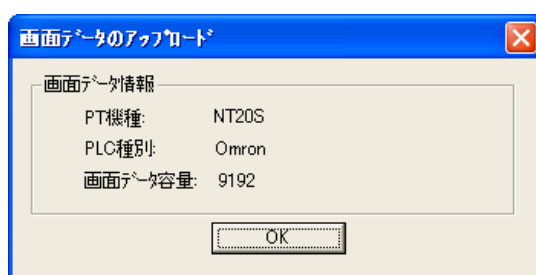 画面ﾃﾞｰﾀのｱｯﾌﾟﾛｰﾄﾞ
画面ﾃﾞｰﾀ情報
PT機種: NT20S
PLC種別: Omron
画面ﾃﾞｰﾀ容量: 9192
OK